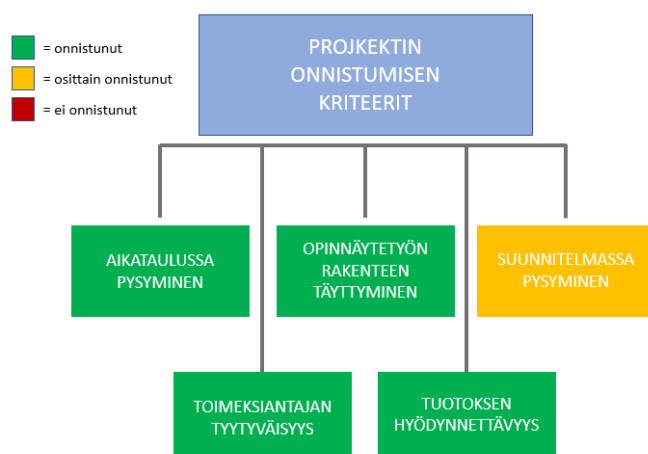 PROJKEKTIN
ONNISTUMISEN
KRITEERIT
= onnistunut
= osittain onnistunut
= ei onnistunut
AIKATAULUSSA
PYSYMINEN
OPINNÄYTETYÖN
RAKENTEEN
TÄYTTYMINEN
SUUNNITELMASSA
PYSYMINEN
TOIMEKSIANTAJAN
TYYTYVÄISYYS
TUOTOKSEN
HYÖDYNNETTÄVYYS